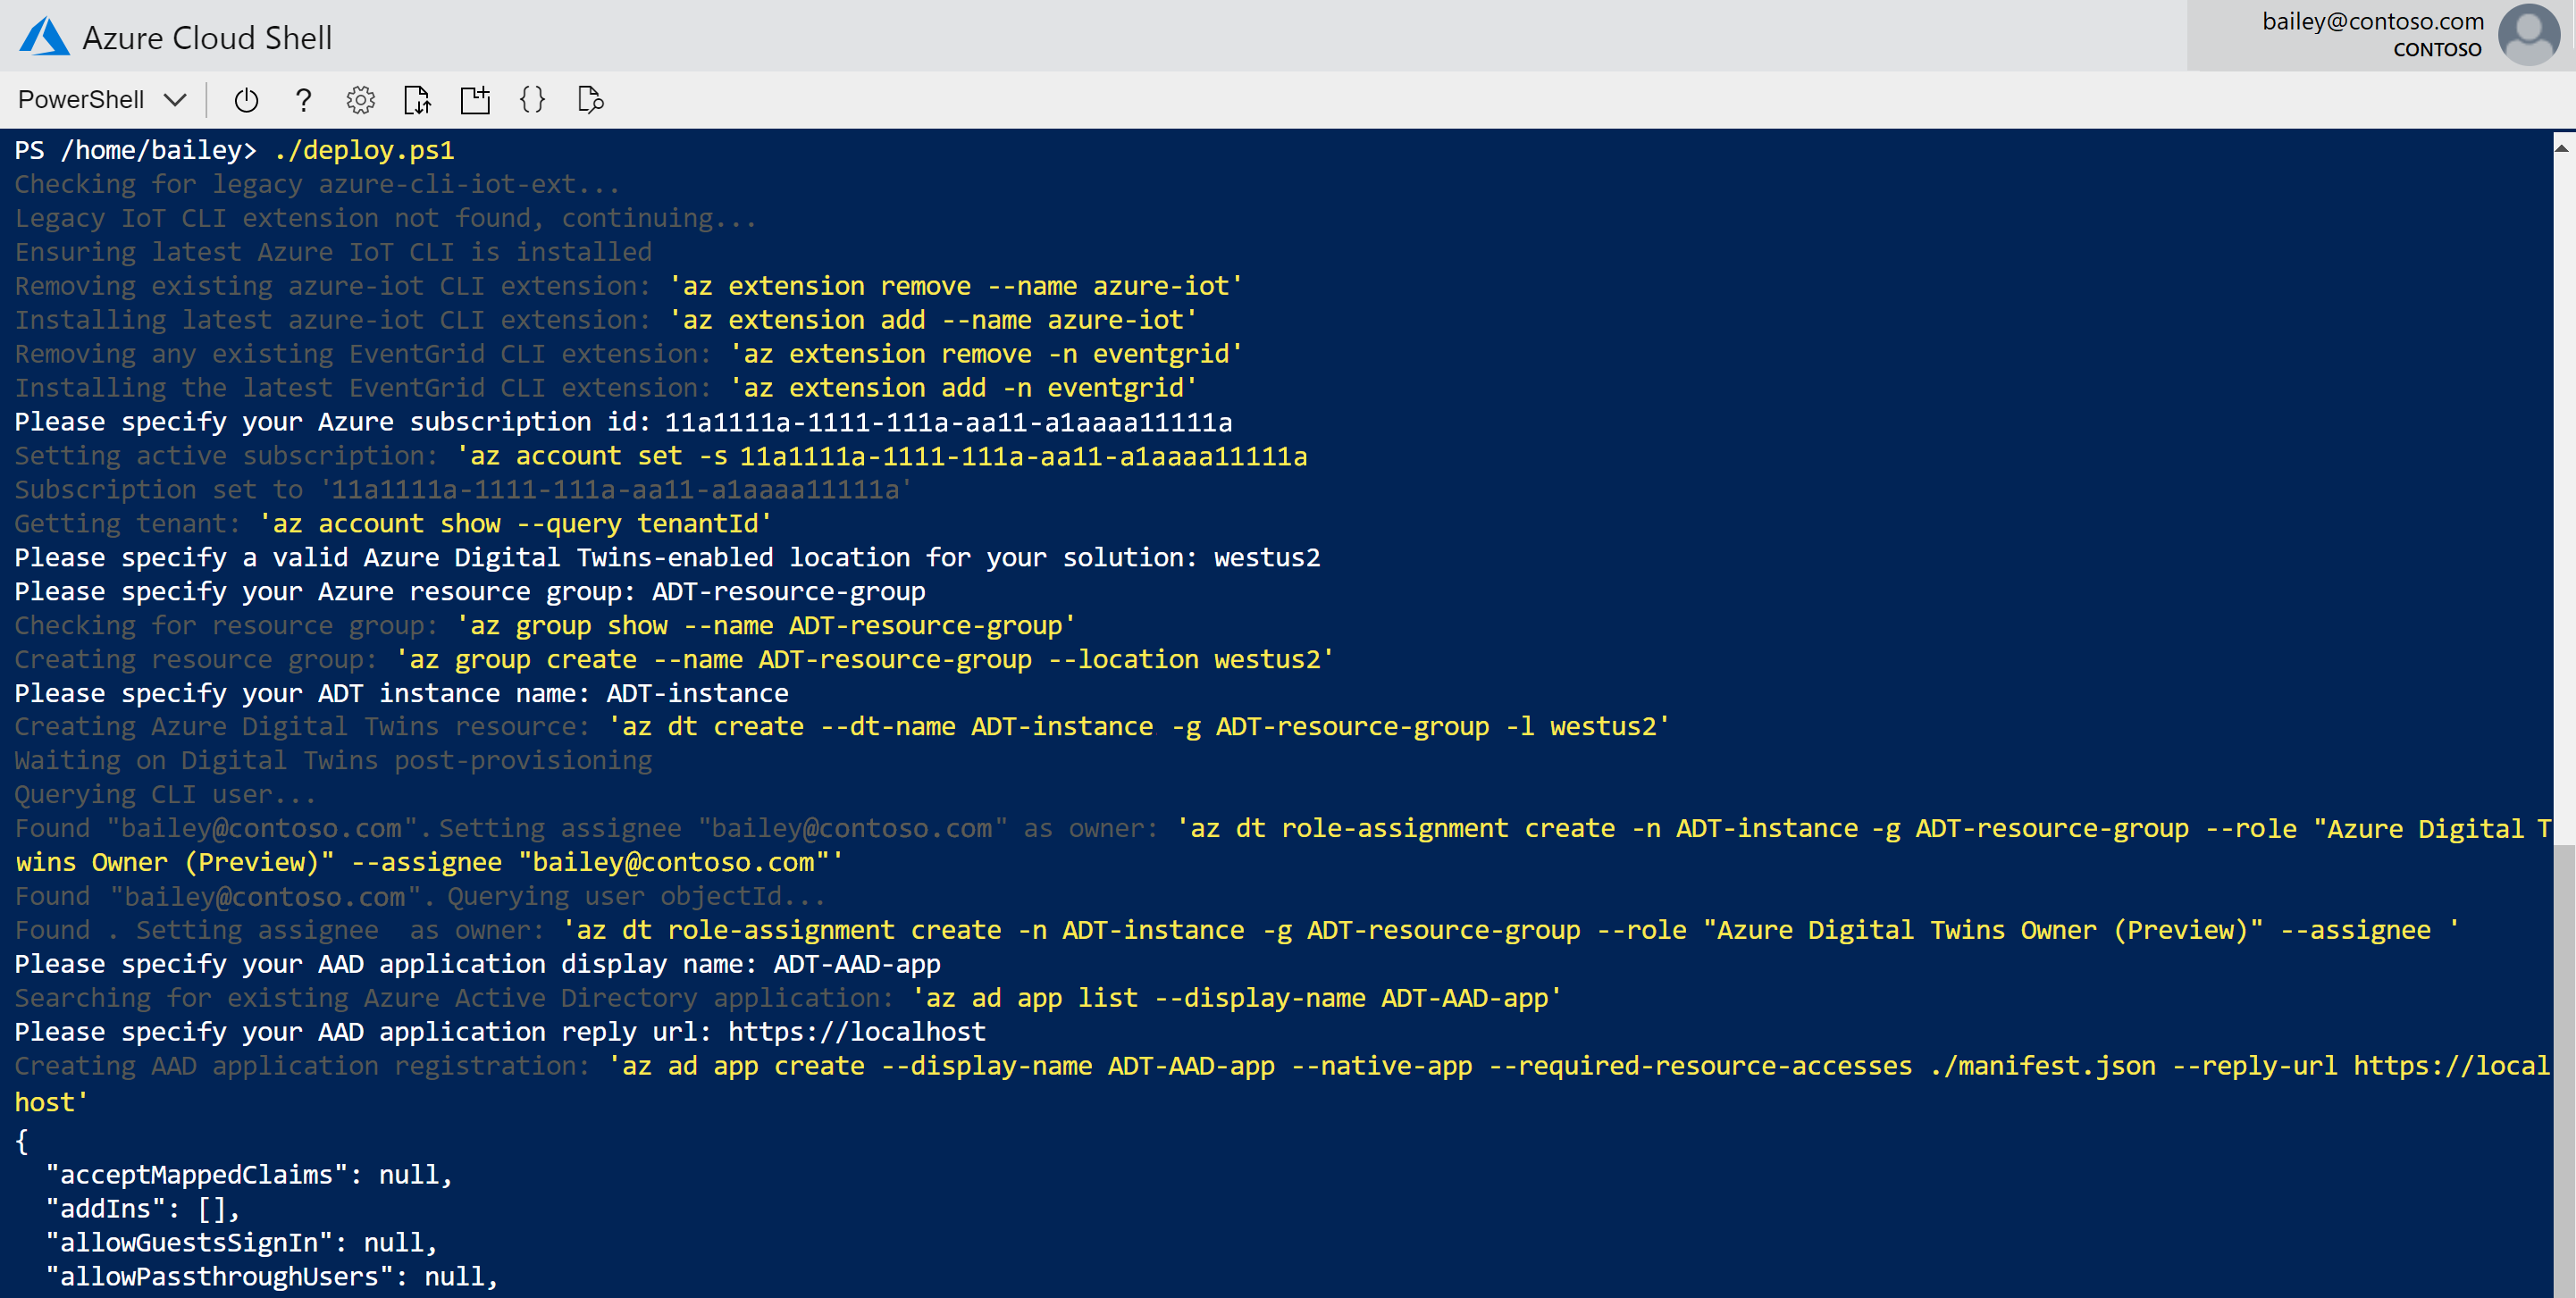 Azure Cloud Shell
bailey@contoso.com
CONTOSO
PowerShell
PS /home/bailey> ./deploy.ps1
Checking for legacy azure-cli-iot-ext...
Legacy IoT CLI extension not found, continuing...
Ensuring latest Azure IoT CLI is installed
Removing existing azure-iot CLI extension: 'az extension remove --name azure-iot'
Installing latest azure-iot CLI extension: 'az extension add --name azure-iot'
Removing any existing EventGrid CLI extension: 'az extension remove -n eventgrid'
Installing the latest EventGrid CLI extension: 'az extension add -n eventgrid'
Please specify your Azure subscription id: 11a1111a-1111-111a-aa11-a1aaaa11111a
Setting active subscription: 'az account set -s 11a1111a-1111-111a-aa11-a1aaaa11111a
Subscription set to '11a1111a-1111-111a-aa11-a1aaaa11111a'
Getting tenant: 'az account show --query tenantId'
Please specify a valid Azure Digital Twins-enabled location for your solution: westus2
Please specify your Azure resource group: ADT-resource-group
Checking for resource group: 'az group show --name ADT-resource-group'
Creating resource group: 'az group create --name ADT-resource-group --location westus2'
Please specify your ADT instance name: ADT-instance
Creating Azure Digital Twins resource: 'az dt create --dt-name ADT-instance -g ADT-resource-group -l westus2'
Waiting on Digital Twins post-provisioning
Querying CLI user...
Found "bailey@contoso.com". Setting assignee "bailey@contoso.com" as owner: 'az dt role-assignment create -n ADT-instance -g ADT-resource-group --role "Azure Digital T
wins Owner (Preview)" --assignee "bailey@contoso.com"'
Found "bailey@contoso.com". Querying user objectId...
Found . Setting assignee  as owner: 'az dt role-assignment create -n ADT-instance -g ADT-resource-group --role "Azure Digital Twins Owner (Preview)" --assignee '
Please specify your AAD application display name: ADT-AAD-app
Searching for existing Azure Active Directory application: 'az ad app list --display-name ADT-AAD-app'
Please specify your AAD application reply url: https://localhost
Creating AAD application registration: 'az ad app create --display-name ADT-AAD-app --native-app --required-resource-accesses ./manifest.json --reply-url https://local
host'
{
  "acceptMappedClaims": null,
  "addIns": [],
  "allowGuestsSignIn": null,
  "allowPassthroughUsers": null,